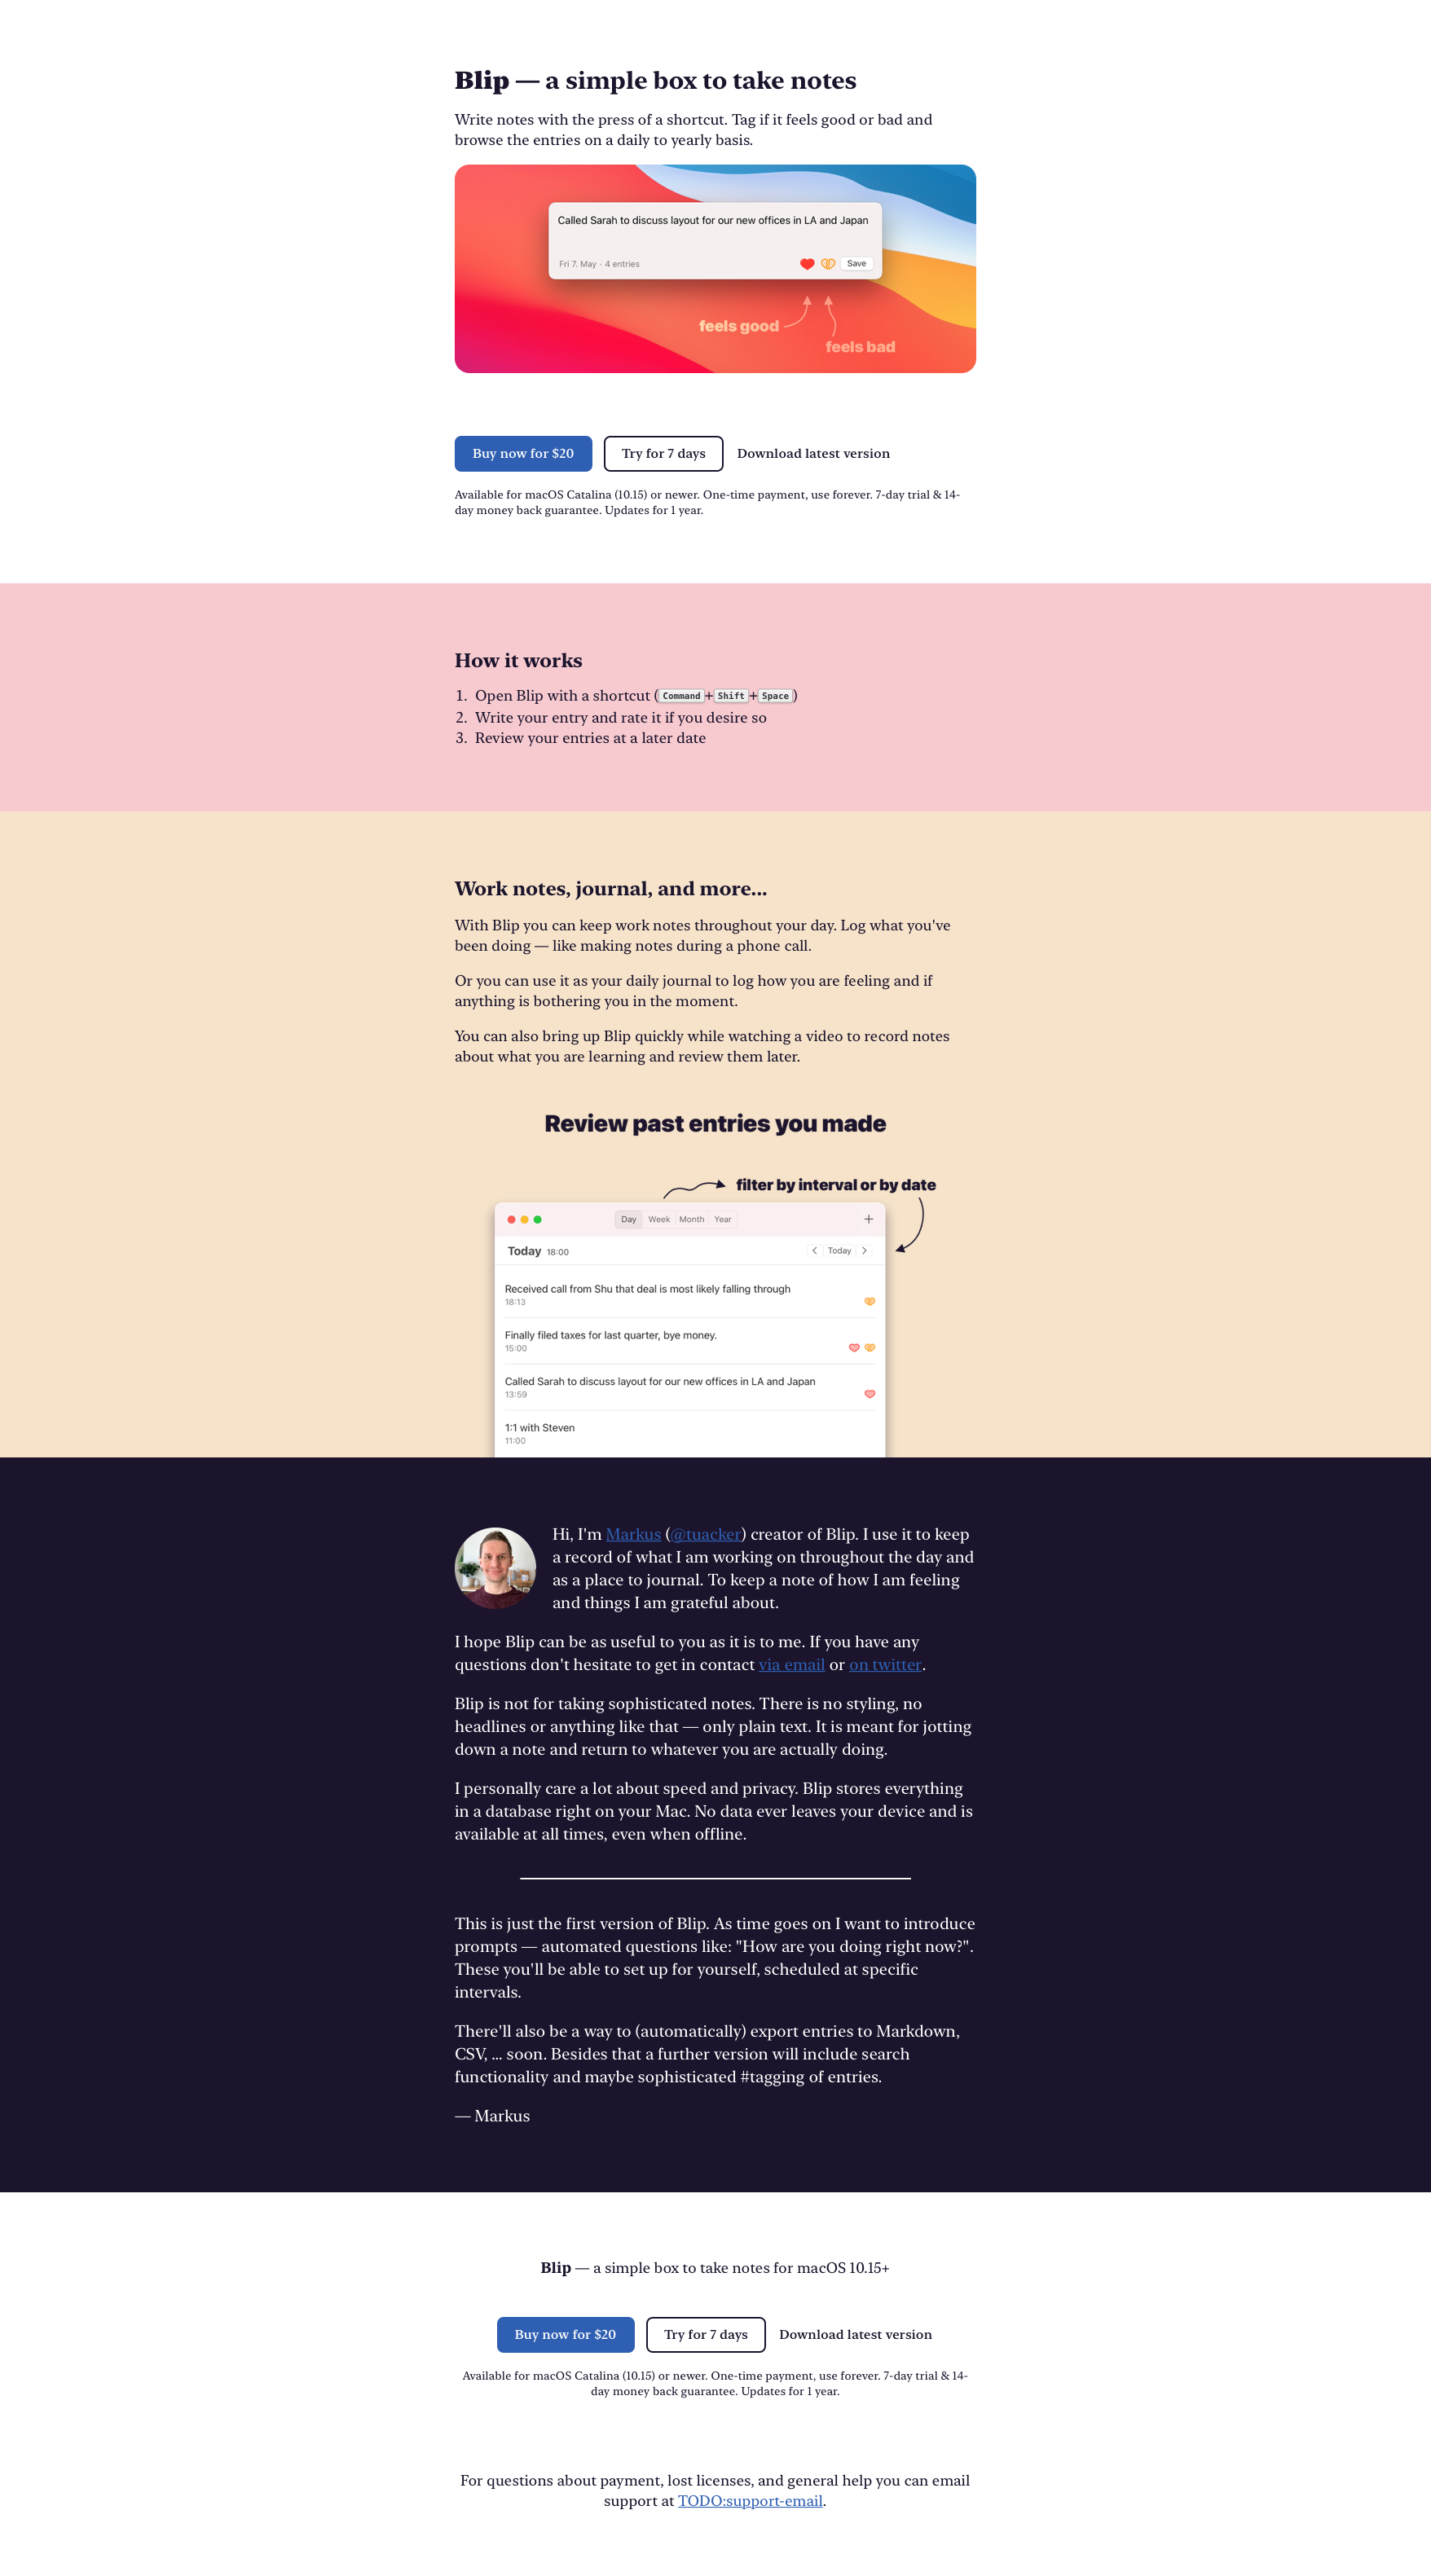 Blip — a simple box to take notes
Write notes with the press of a shortcut. Tag if it feels good or bad and
browse the entries on a daily to yearly basis.
Called Sarah to discuss layout for our new offices in LA and Japan
Fri 7. May · 4 entries
Save
feels good
feels bad
Buy now for $20
Try for 7 days
Download latest version
Available for macOS Catalina (10.15) or newer. One-time payment, use forever. 7-day trial & 14-
day money back guarantee. Updates for 1 year.
How it works
1. Open Blip with a shortcut (Command+Shift+Space)
2. Write your entry and rate it if you desire so
3. Review your entries at a later date
Work notes, journal, and more...
With Blip you can keep work notes throughout your day. Log what you've
been doing — like making notes during a phone call.
Or you can use it as your daily journal to log how you are feeling and if
anything is bothering you in the moment.
You can also bring up Blip quickly while watching a video to record notes
about what you are learning and review them later.
Review past entries you made
filter by interval or by date
Day Week Month Year +
Today 18:00
Today
Received call from Shu that deal is most likely falling through
18:13
Finally filed taxes for last quarter, bye money.
15:00
Called Sarah to discuss layout for our new offices in LA and Japan
13:59
1:1 with Steven
11:00
Hi, I'm Markus (@tuacker) creator of Blip. I use it to keep
a record of what I am working on throughout the day and
as a place to journal. To keep a note of how I am feeling
and things I am grateful about.
I hope Blip can be as useful to you as it is to me. If you have any
questions don't hesitate to get in contact via email or on twitter.
Blip is not for taking sophisticated notes. There is no styling, no
headlines or anything like that — only plain text. It is meant for jotting
down a note and return to whatever you are actually doing.
I personally care a lot about speed and privacy. Blip stores everything
in a database right on your Mac. No data ever leaves your device and is
available at all times, even when offline.
This is just the first version of Blip. As time goes on I want to introduce
prompts — automated questions like: "How are you doing right now?".
These you'll be able to set up for yourself, scheduled at specific
intervals.
There'll also be a way to (automatically) export entries to Markdown,
CSV, ... soon. Besides that a further version will include search
functionality and maybe sophisticated #tagging of entries.
— Markus
Blip — a simple box to take notes for macOS 10.15+
Buy now for $20
Try for 7 days
Download latest version
Available for macOS Catalina (10.15) or newer. One-time payment, use forever. 7-day trial & 14-
day money back guarantee. Updates for 1 year.
For questions about payment, lost licenses, and general help you can email
support at TODO:support-email.